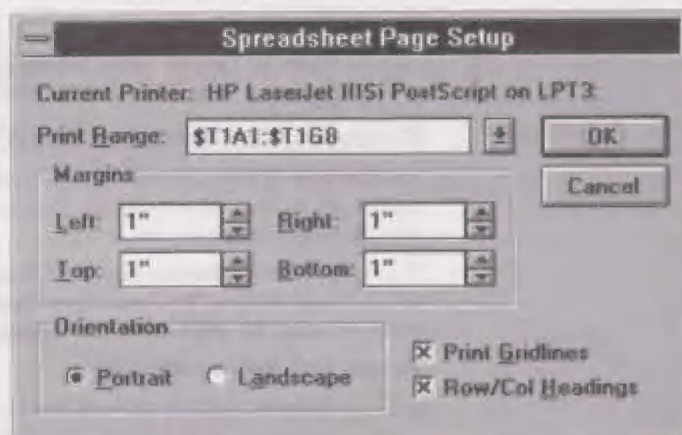 Spreadsheet Page Setup
Current Printer: HP LaserJet IIISi PostScript on LPT3:
Print Range: $T1A1:$T1G8
OK
Cancel
Margins
Left: 1" Right: 1"
Top: 1" Bottom: 1"
Orientation
Portrait Landscape
Print Gridlines
Row/Col Headings